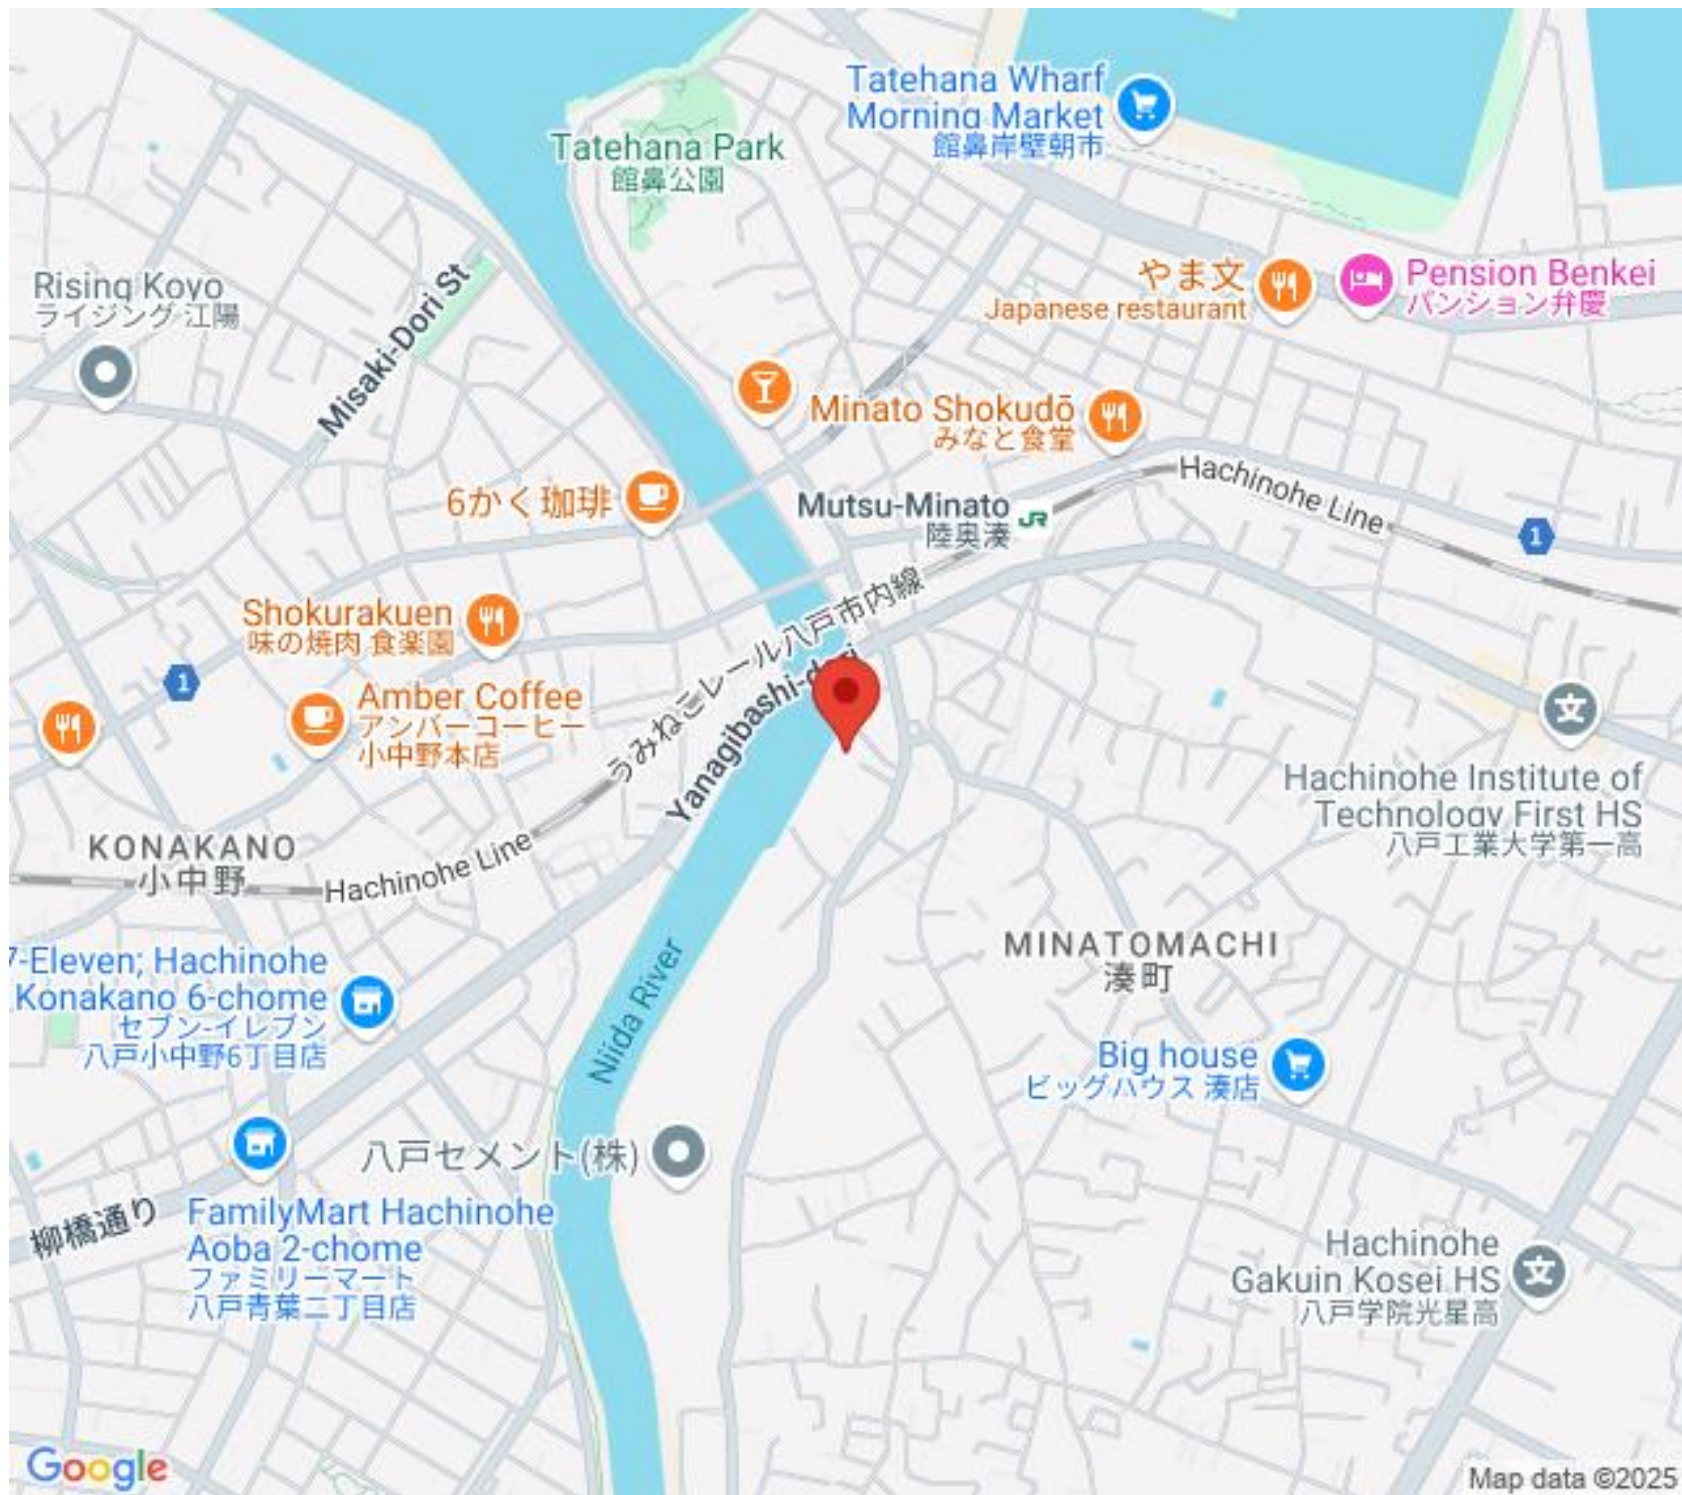 Tatehana Wharf
Morning Market
館鼻岸壁朝市
Tatehana Park
館鼻公園
Rising Koyo
ライジング 江陽
Misaki-Dori St
やま文
Japanese restaurant
Pension Benkei
ペンション弁慶
Minato Shokudō
みなと食堂
6かく珈琲
Mutsu-Minato
陸奥湊
JR
Hachinohe Line
1
Shokurakuen
味の焼肉 食楽園
うみねこレール八戸市内線
Yanagibashi-dori
1
Amber Coffee
アンバーコーヒー
小中野本店
文
Hachinohe Institute of
Technology First HS
八戸工業大学第一高
KONAKANO
小中野
Hachinohe Line
MINATOMACHI
湊町
7-Eleven; Hachinohe
Konakano 6-chome
セブン-イレブン
八戸小中野6丁目店
Niida River
Big house
ビッグハウス 湊店
八戸セメント(株)
柳橋通り
FamilyMart Hachinohe
Aoba 2-chome
ファミリーマート
八戸青葉二丁目店
Hachinohe
Gakuin Kosei HS
八戸学院光星高
文
Google
Map data ©2025